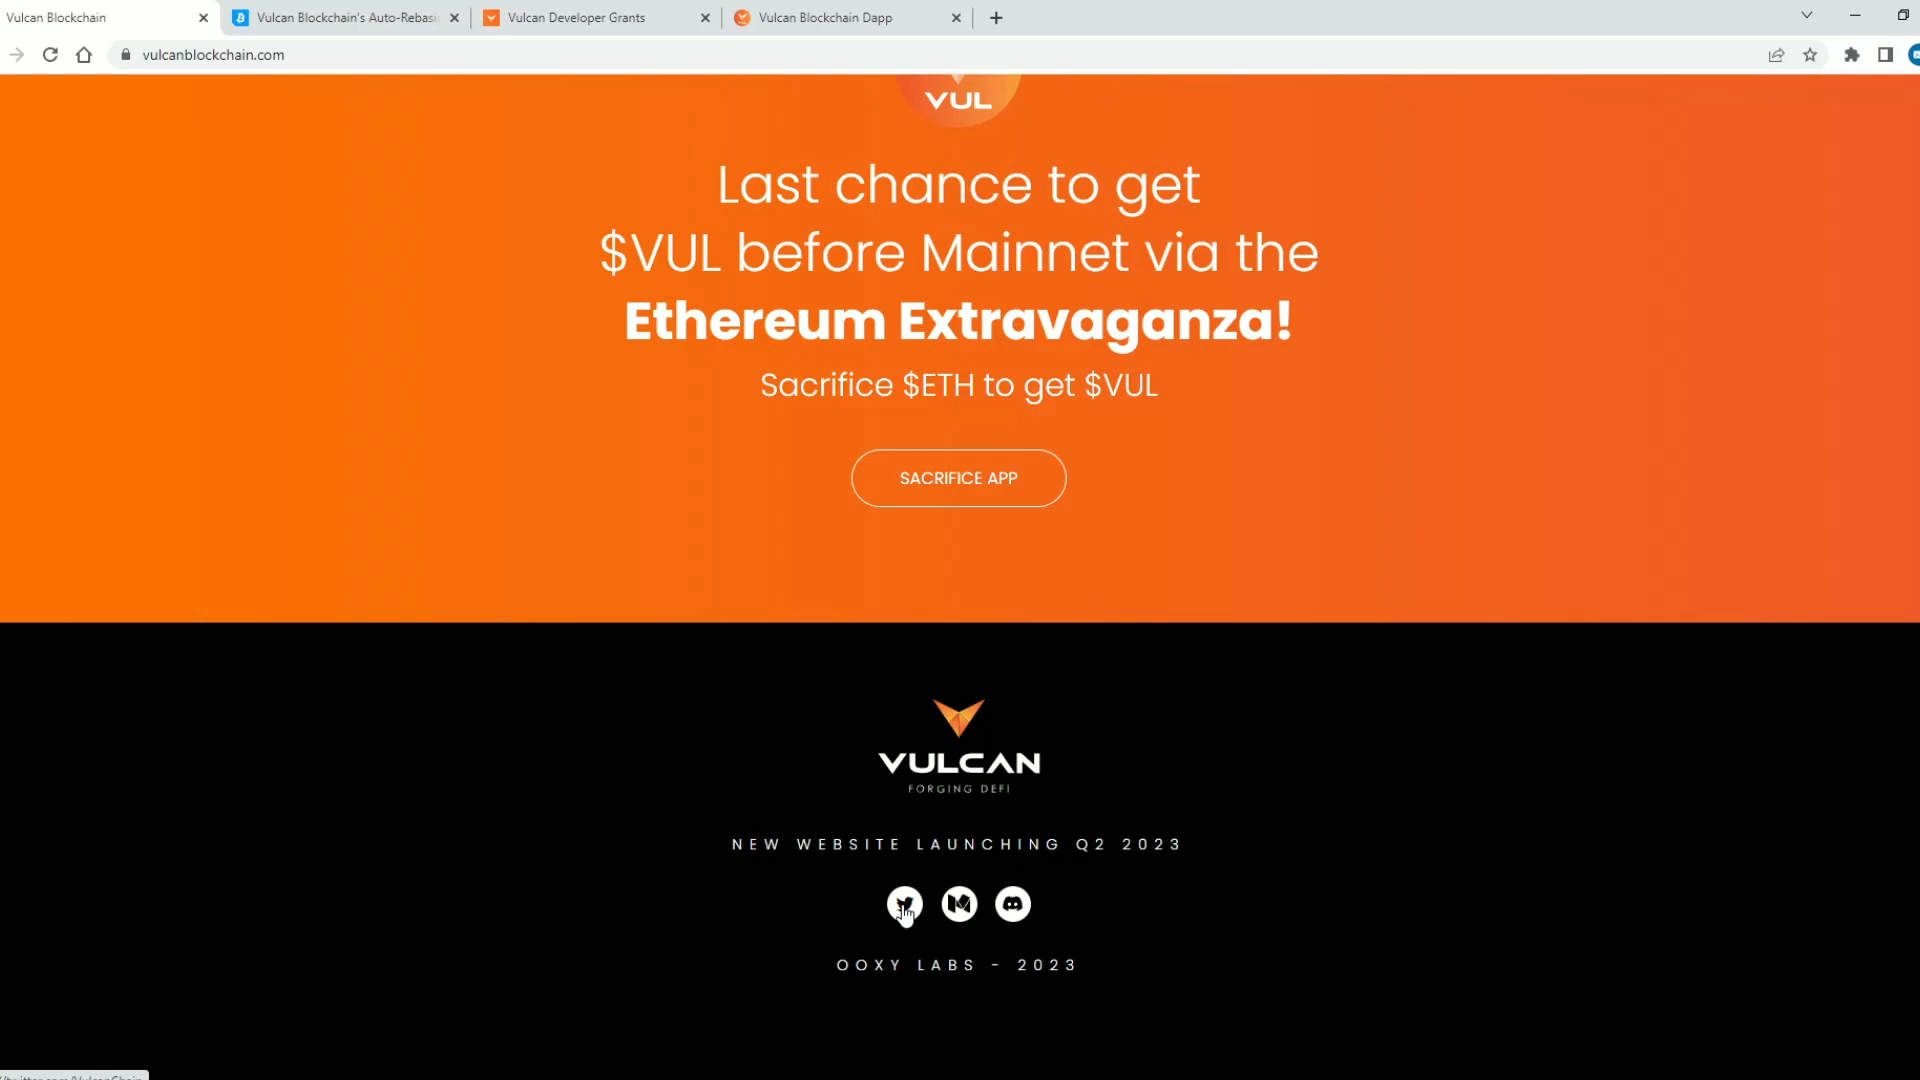 Vulcan Blockchain
Vulcan Blockchain's Auto-Rebasi
Vulcan Developer Grants
Vulcan Blockchain Dapp
vulcanblockchain.com
VUL
Last chance to get
$VUL before Mainnet via the
Ethereum Extravaganza!
Sacrifice $ETH to get $VUL
SACRIFICE APP
VULCAN
FORGING DEFI
NEW WEBSITE LAUNCHING Q2 2023
OOXY LABS - 2023